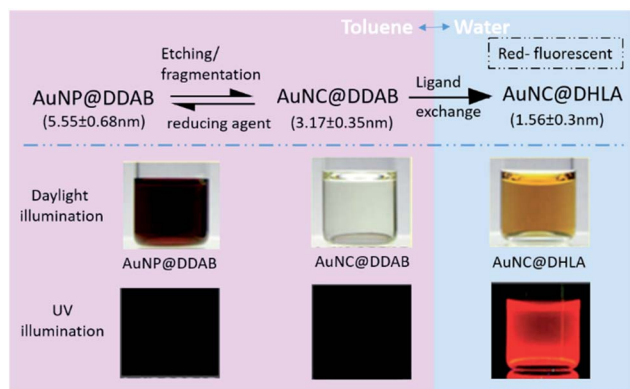 Toluene Water
Red- fluorescent
Etching/
fragmentation
AuNP@DDAB
(5.55±0.68nm)
reducing agent
AuNC@DDAB
(3.17±0.35nm)
Ligand
exchange
AuNC@DHLA
(1.56±0.3nm)
Daylight
illumination
AuNP@DDAB
AuNC@DDAB
AuNC@DHLA
UV
illumination